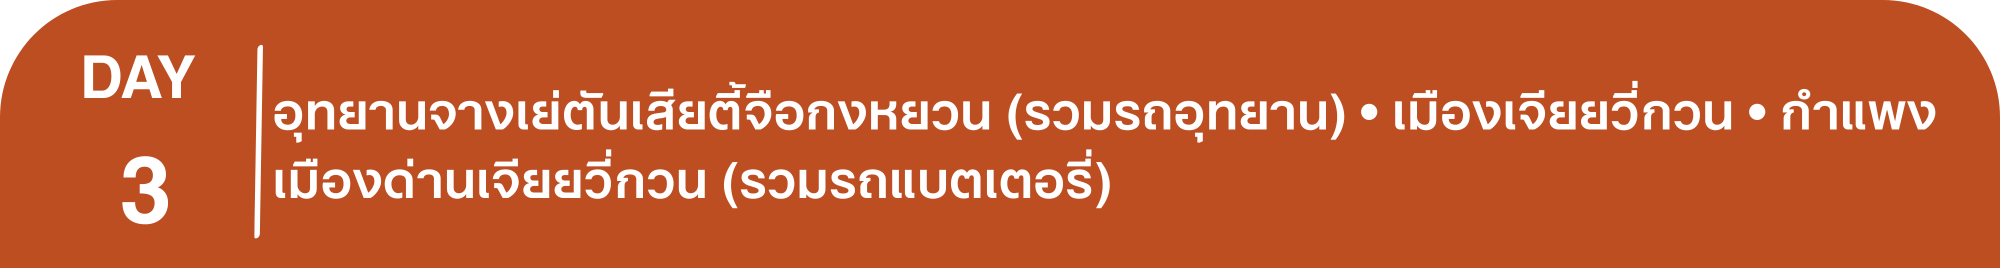 DAY
3
อุทยานจางเย่ตันเสียตี้จือกงหยวน (รวมรถอุทยาน) • เมืองเจียยวี่กวน • กำแพง
เมืองด่านเจียยวี่กวน (รวมรถแบตเตอรี่)